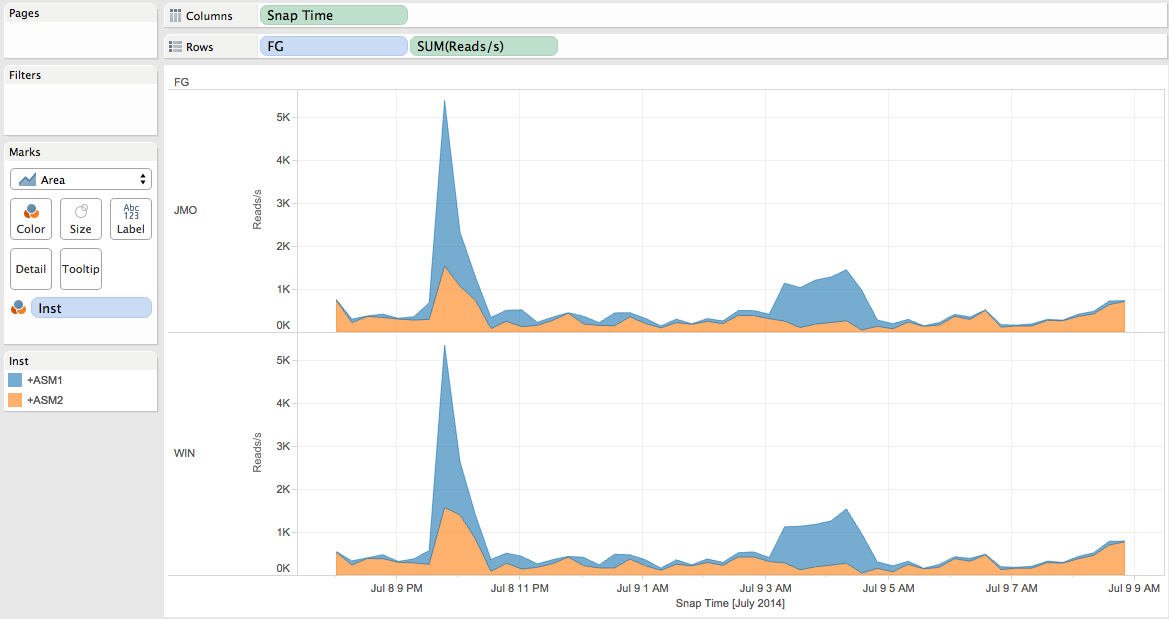 Pages
Columns
Snap Time
Rows
FG
SUM(Reads/s)
Filters
Marks
Area
Color
Size
Abc
123
Label
Detail
Tooltip
Inst
Inst
+ASM1
+ASM2
FG
JMO
Reads/s
5K
4K
3K
2K
1K
0K
WIN
Reads/s
5K
4K
3K
2K
1K
0K
Jul 8 9 PM
Jul 8 11 PM
Jul 9 1 AM
Jul 9 3 AM
Jul 9 5 AM
Jul 9 7 AM
Jul 9 9 AM
Snap Time [July 2014]